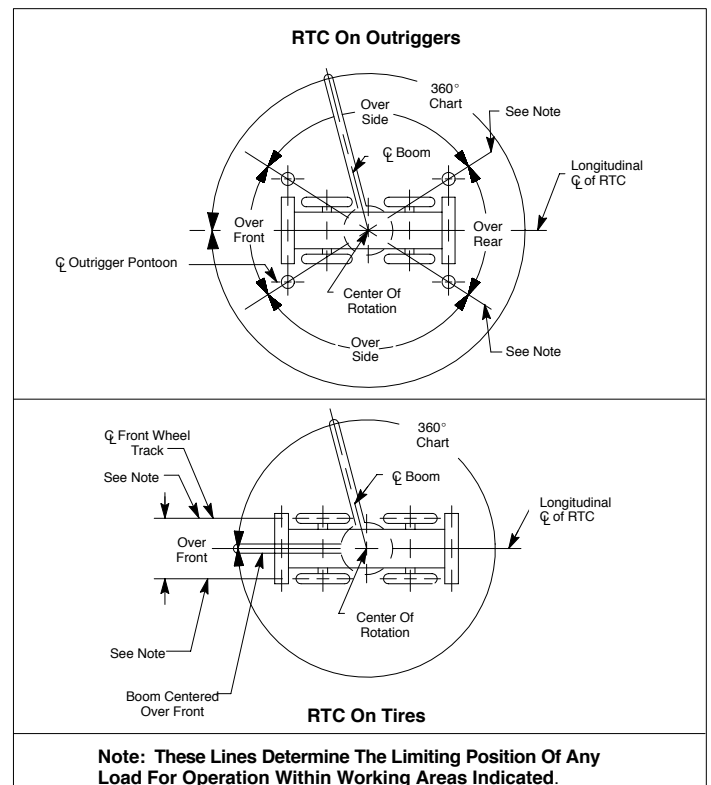 RTC On Outriggers
360°
Chart
Over
Side
See Note
℄ Boom
Longitudinal
℄ of RTC
Over
Front
Over
Rear
℄ Outrigger Pontoon
Center Of
Rotation
Over
Side
See Note
360°
Chart
℄ Front Wheel
Track
See Note
℄ Boom
Longitudinal
℄ of RTC
Over
Front
Center Of
Rotation
See Note
Boom Centered
Over Front
RTC On Tires
Note: These Lines Determine The Limiting Position Of Any
Load For Operation Within Working Areas Indicated.